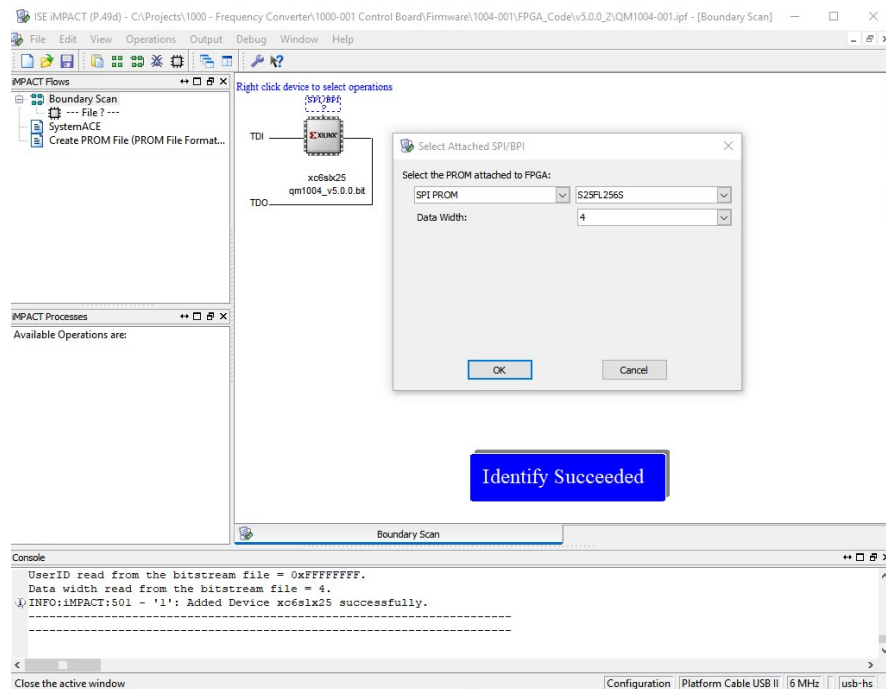 ISE iMPACT (P.49d) - C:\Projects\1000 - Frequency Converter\1000-001 Control Board\Firmware\1004-001\FPGA_Code\v5.0.0_2\QM1004-001.ipf - [Boundary Scan]
File Edit View Operations Output Debug Window Help
iMPACT Flows
Boundary Scan
--- File ? ---
SystemACE
Create PROM File (PROM File Format...
Right click device to select operations
SPI/BPI
?
TDI
XILINX
xc6slx25
qm1004_v5.0.0.bit
TDO
Select Attached SPI/BPI
Select the PROM attached to FPGA:
SPI PROM S25FL256S
Data Width: 4
OK Cancel
iMPACT Processes
Available Operations are:
Identify Succeeded
Boundary Scan
Console
UserID read from the bitstream file = 0xFFFFFFFF.
Data width read from the bitstream file = 4.
INFO:iMPACT:501 - '1': Added Device xc6slx25 successfully.
----------------------------------------------------------------------
----------------------------------------------------------------------
Close the active window
Configuration Platform Cable USB II 6 MHz usb-hs